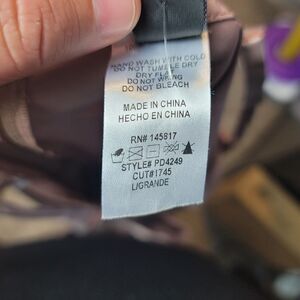 HAND WASH WITH COLD
DO NOT TUMBLE DRY
DRY FLAT
DO NOT WRING
DO NOT BLEACH
MADE IN CHINA
HECHO EN CHINA
RN# 145817
STYLE# PD4249
CUT#1745
L/GRANDE